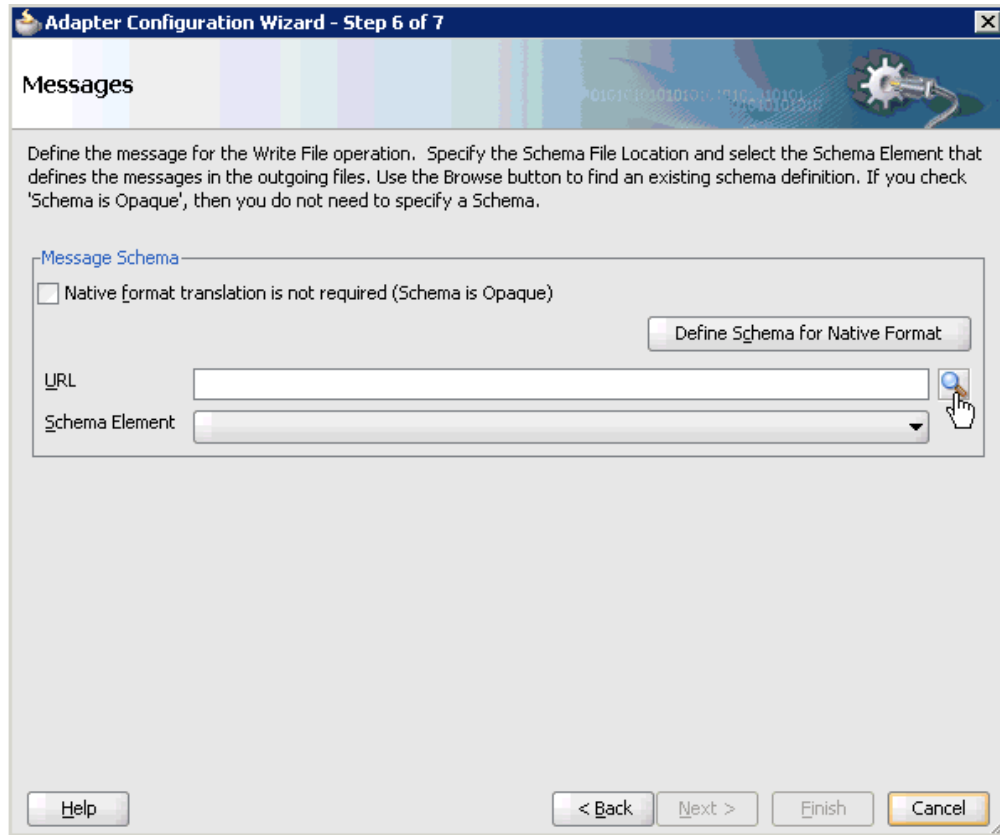 Adapter Configuration Wizard - Step 6 of 7
Messages
Define the message for the Write File operation.  Specify the Schema File Location and select the Schema Element that
defines the messages in the outgoing files. Use the Browse button to find an existing schema definition. If you check
'Schema is Opaque', then you do not need to specify a Schema.
Message Schema
Native format translation is not required (Schema is Opaque)
Define Schema for Native Format
URL
Schema Element
Help
< Back
Next >
Finish
Cancel